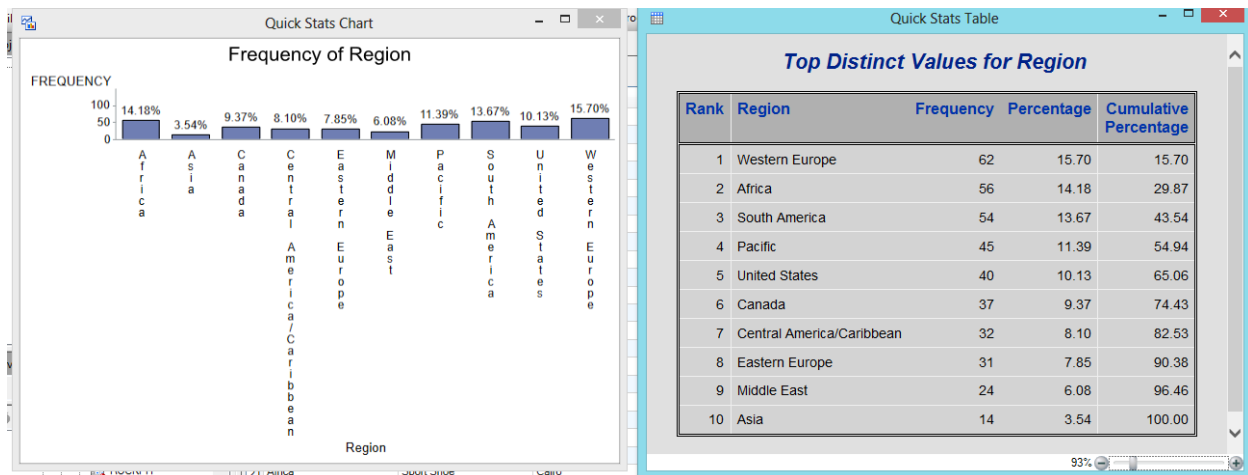 Quick Stats Chart
Frequency of Region
FREQUENCY
100
50
0
14.18%
3.54%
9.37%
8.10%
7.85%
6.08%
11.39%
13.67%
10.13%
15.70%
Africa
Asia
Canada
Central America/Caribbean
Eastern Europe
Middle East
Pacific
South America
United States
Western Europe
Region
Africa
Sport Shoe
Cairo
Quick Stats Table
Top Distinct Values for Region
Rank Region Frequency Percentage Cumulative
Percentage
1 Western Europe 62 15.70 15.70
2 Africa 56 14.18 29.87
3 South America 54 13.67 43.54
4 Pacific 45 11.39 54.94
5 United States 40 10.13 65.06
6 Canada 37 9.37 74.43
7 Central America/Caribbean 32 8.10 82.53
8 Eastern Europe 31 7.85 90.38
9 Middle East 24 6.08 96.46
10 Asia 14 3.54 100.00
93%